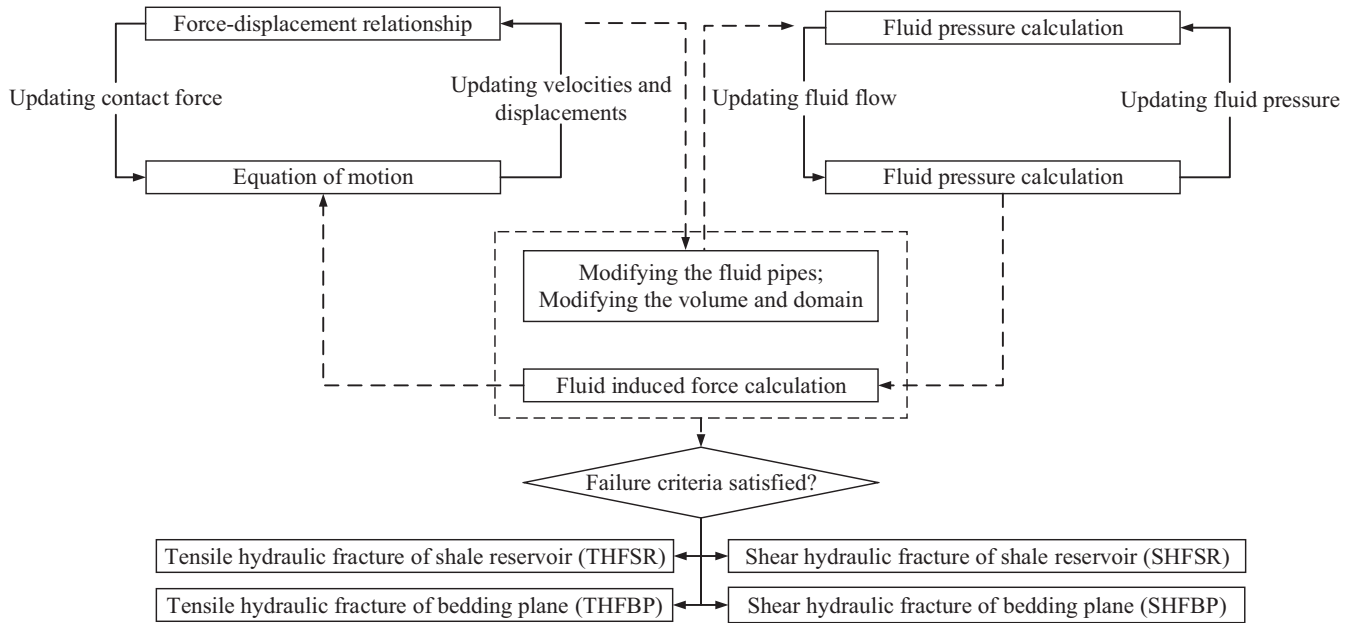 Force-displacement relationship
Fluid pressure calculation
Updating contact force
Updating velocities and
displacements
Updating fluid flow
Updating fluid pressure
Equation of motion
Fluid pressure calculation
Modifying the fluid pipes;
Modifying the volume and domain
Fluid induced force calculation
Failure criteria satisfied?
Tensile hydraulic fracture of shale reservoir (THFSR)
Shear hydraulic fracture of shale reservoir (SHFSR)
Tensile hydraulic fracture of bedding plane (THFBP)
Shear hydraulic fracture of bedding plane (SHFBP)